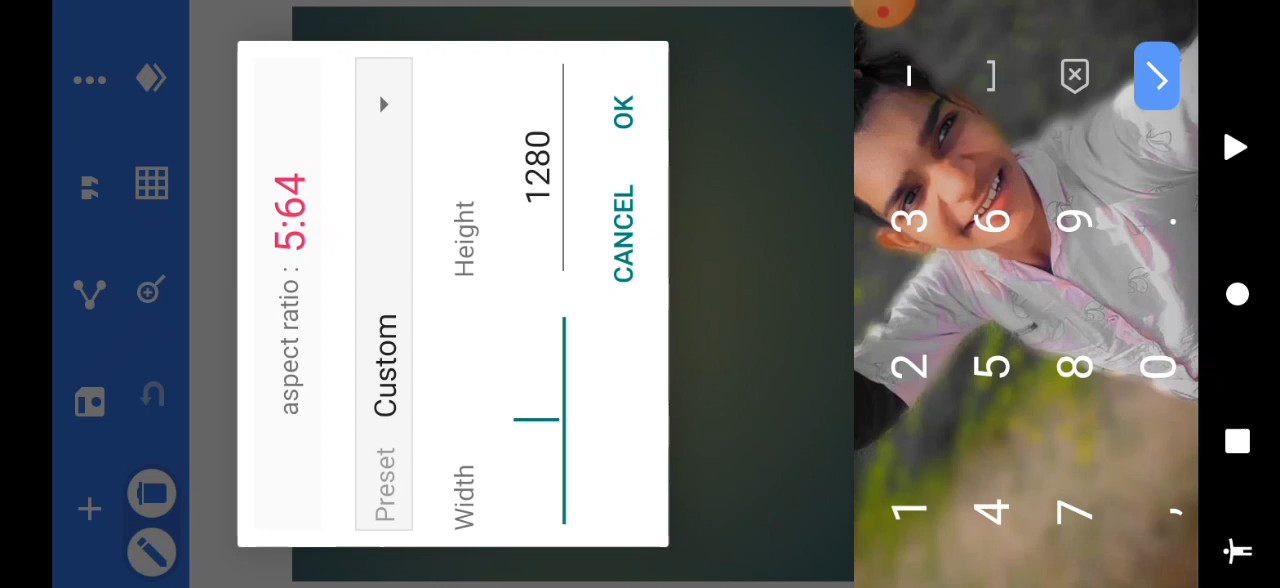 aspect ratio : 5:64
Preset Custom
Width Height
1280
CANCEL OK
1 2 3 -
4 5 6 ]
7 8 9
, 0 .